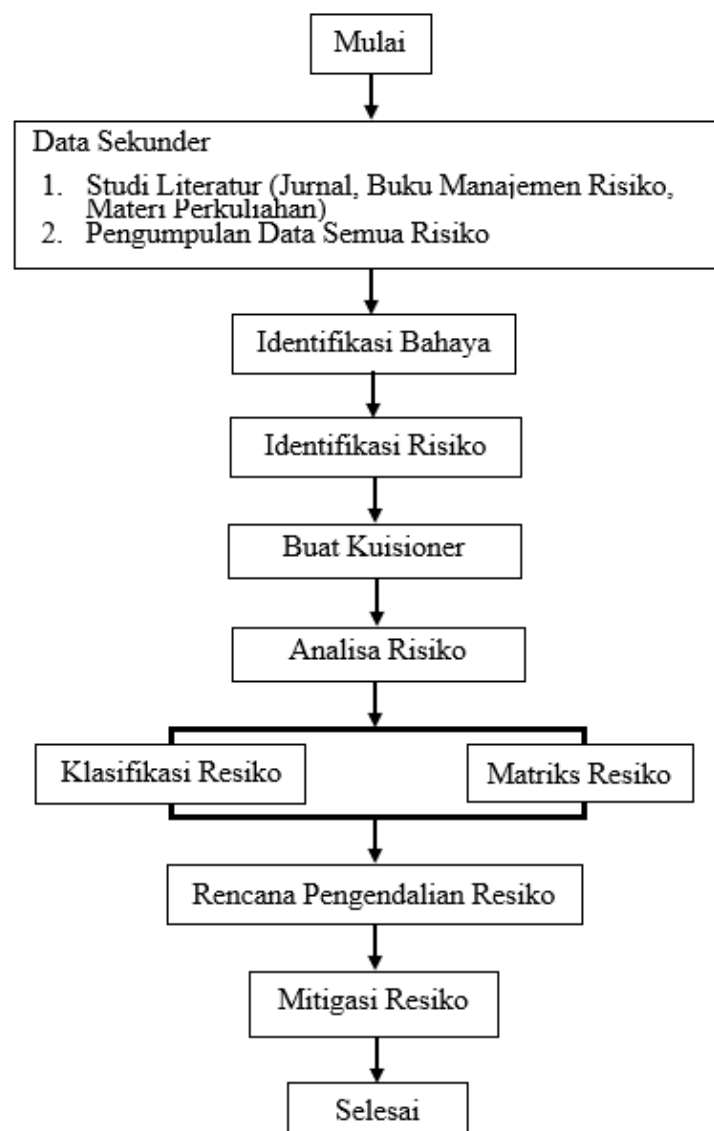 Mulai
Data Sekunder
1. Studi Literatur (Jurnal, Buku Manajemen Risiko,
Materi Perkuliahan)
2. Pengumpulan Data Semua Risiko
Identifikasi Bahaya
Identifikasi Risiko
Buat Kuisioner
Analisa Risiko
Klasifikasi Resiko
Matriks Resiko
Rencana Pengendalian Resiko
Mitigasi Resiko
Selesai